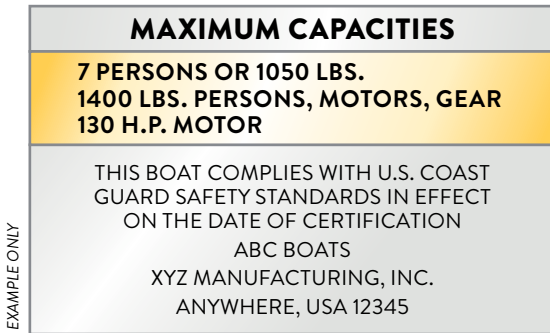 MAXIMUM CAPACITIES
7 PERSONS OR 1050 LBS.
1400 LBS. PERSONS, MOTORS, GEAR
130 H.P. MOTOR
THIS BOAT COMPLIES WITH U.S. COAST
GUARD SAFETY STANDARDS IN EFFECT
ON THE DATE OF CERTIFICATION
ABC BOATS
XYZ MANUFACTURING, INC.
ANYWHERE, USA 12345
EXAMPLE ONLY